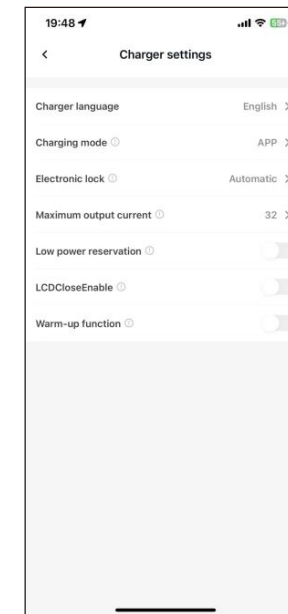 19:48
Charger settings
Charger language English
Charging mode APP
Electronic lock Automatic
Maximum output current 32
Low power reservation
LCDCloseEnable
Warm-up function